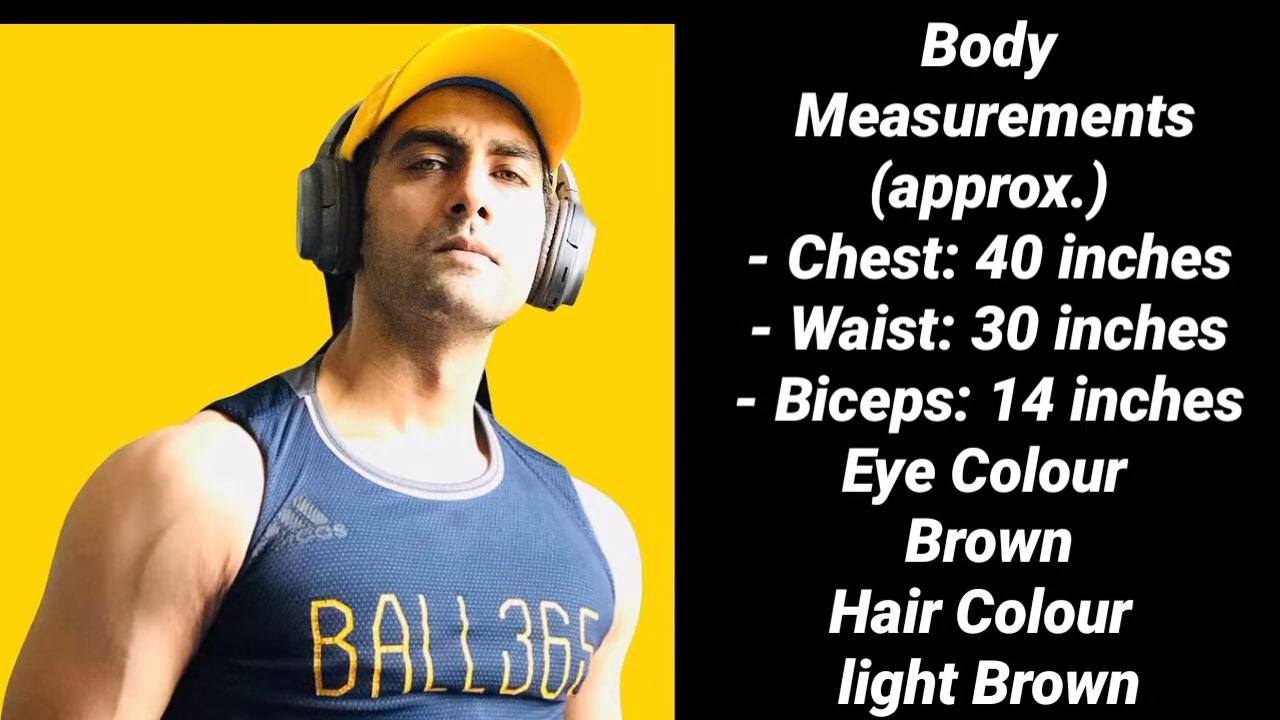 BALL365
Body
Measurements
(approx.)
- Chest: 40 inches
- Waist: 30 inches
- Biceps: 14 inches
Eye Colour
Brown
Hair Colour
light Brown